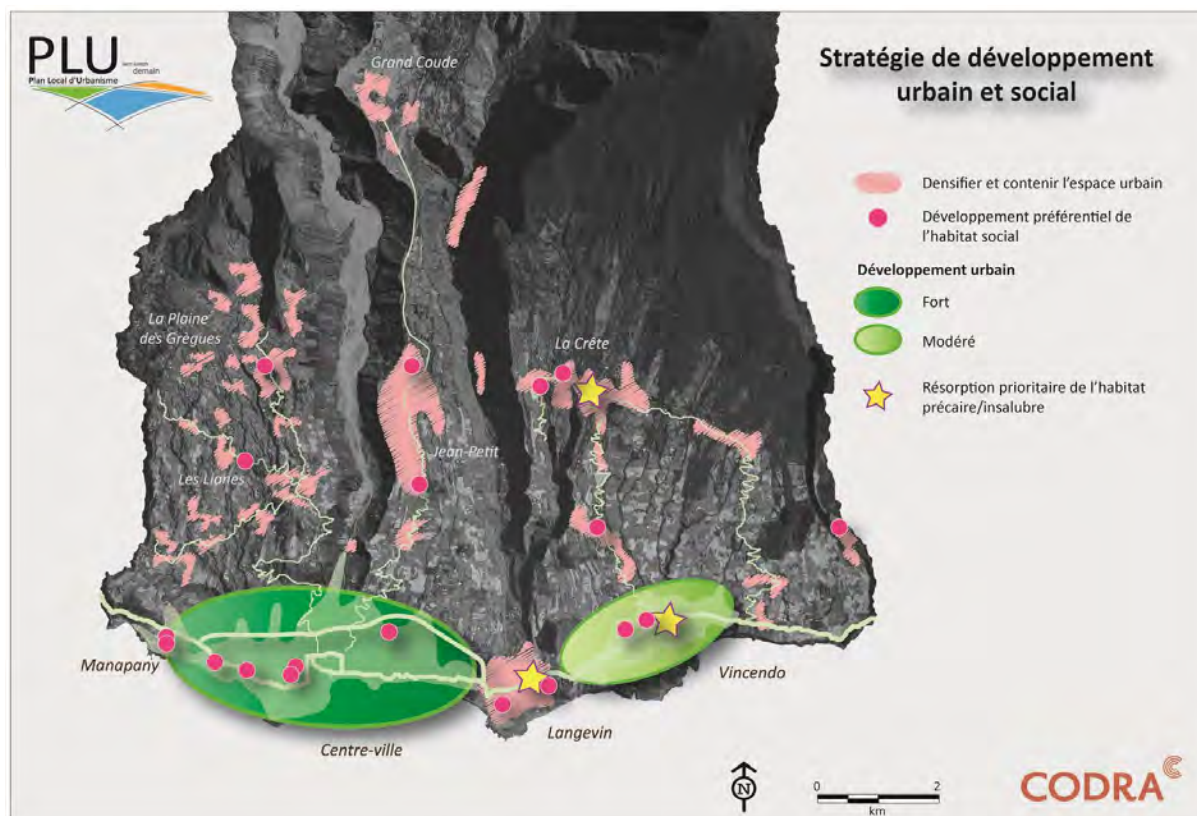 PLU
Plan Local d'Urbanisme
demain
Stratégie de développement
urbain et social
Densifier et contenir l'espace urbain
Développement préférentiel de
l'habitat social
Développement urbain
Fort
Modéré
Résorption prioritaire de l'habitat
précaire/insalubre
Grand Coude
La Plaine
des Grègues
La Crête
Jean-Petit
Les Lianes
Manapany
Centre-ville
Langevin
Vincendo
N
0 2
km
CODRA